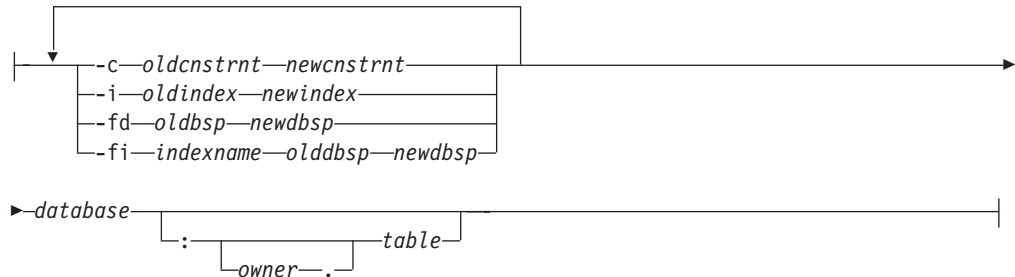 -c oldcnstrnt newcnstrnt
-i oldindex newindex
-fd oldbsp newdbsp
-fi indexname olddbsp newdbsp
database
: table
owner .